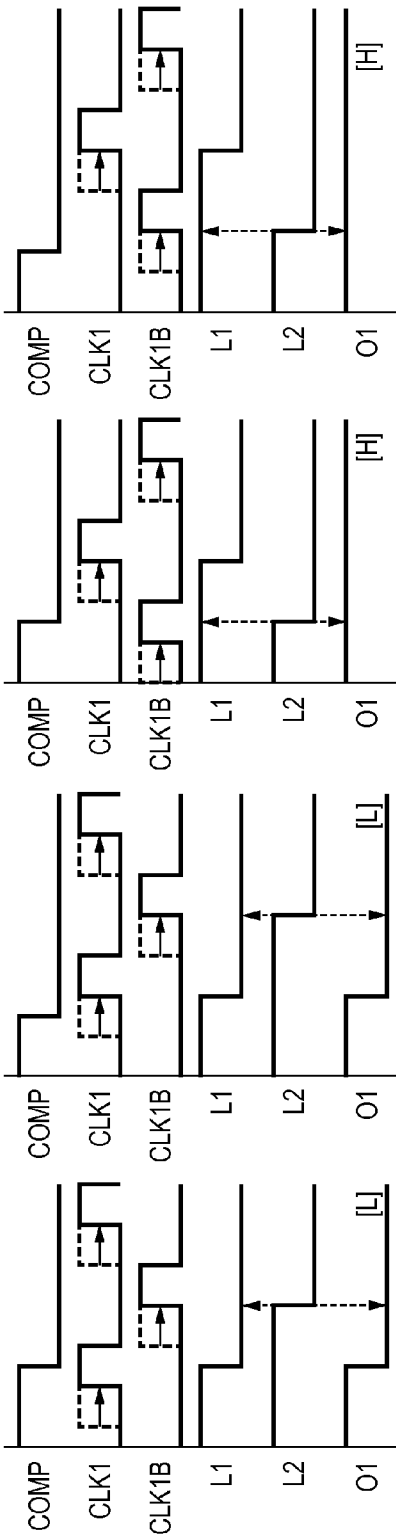 COMP
CLK1
CLK1B
L1
L2
O1
[L]
COMP
CLK1
CLK1B
L1
L2
O1
[L]
COMP
CLK1
CLK1B
L1
L2
O1
[H]
COMP
CLK1
CLK1B
L1
L2
O1
[H]